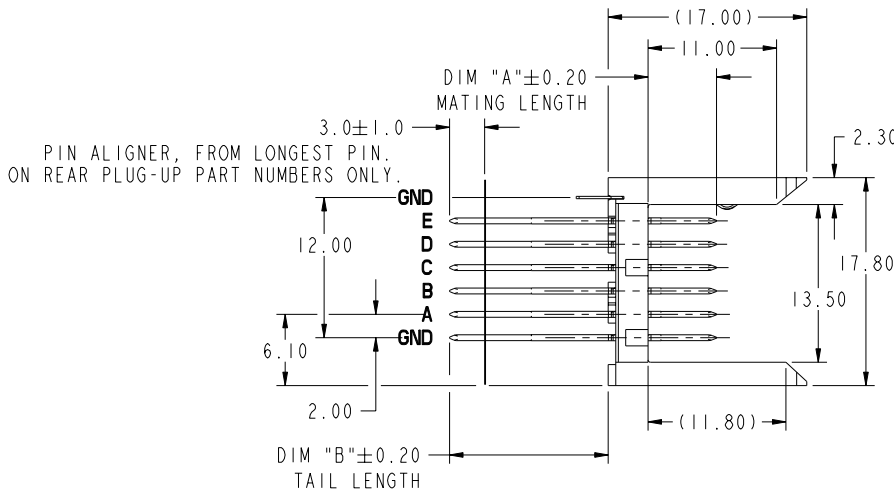 (17.00)
11.00
DIM "A"±0.20
MATING LENGTH
3.0±1.0
2.30
PIN ALIGNER, FROM LONGEST PIN.
ON REAR PLUG-UP PART NUMBERS ONLY.
GND
E
12.00
D
C
17.80
B
13.50
A
6.10
GND
2.00
(11.80)
DIM "B"±0.20
TAIL LENGTH